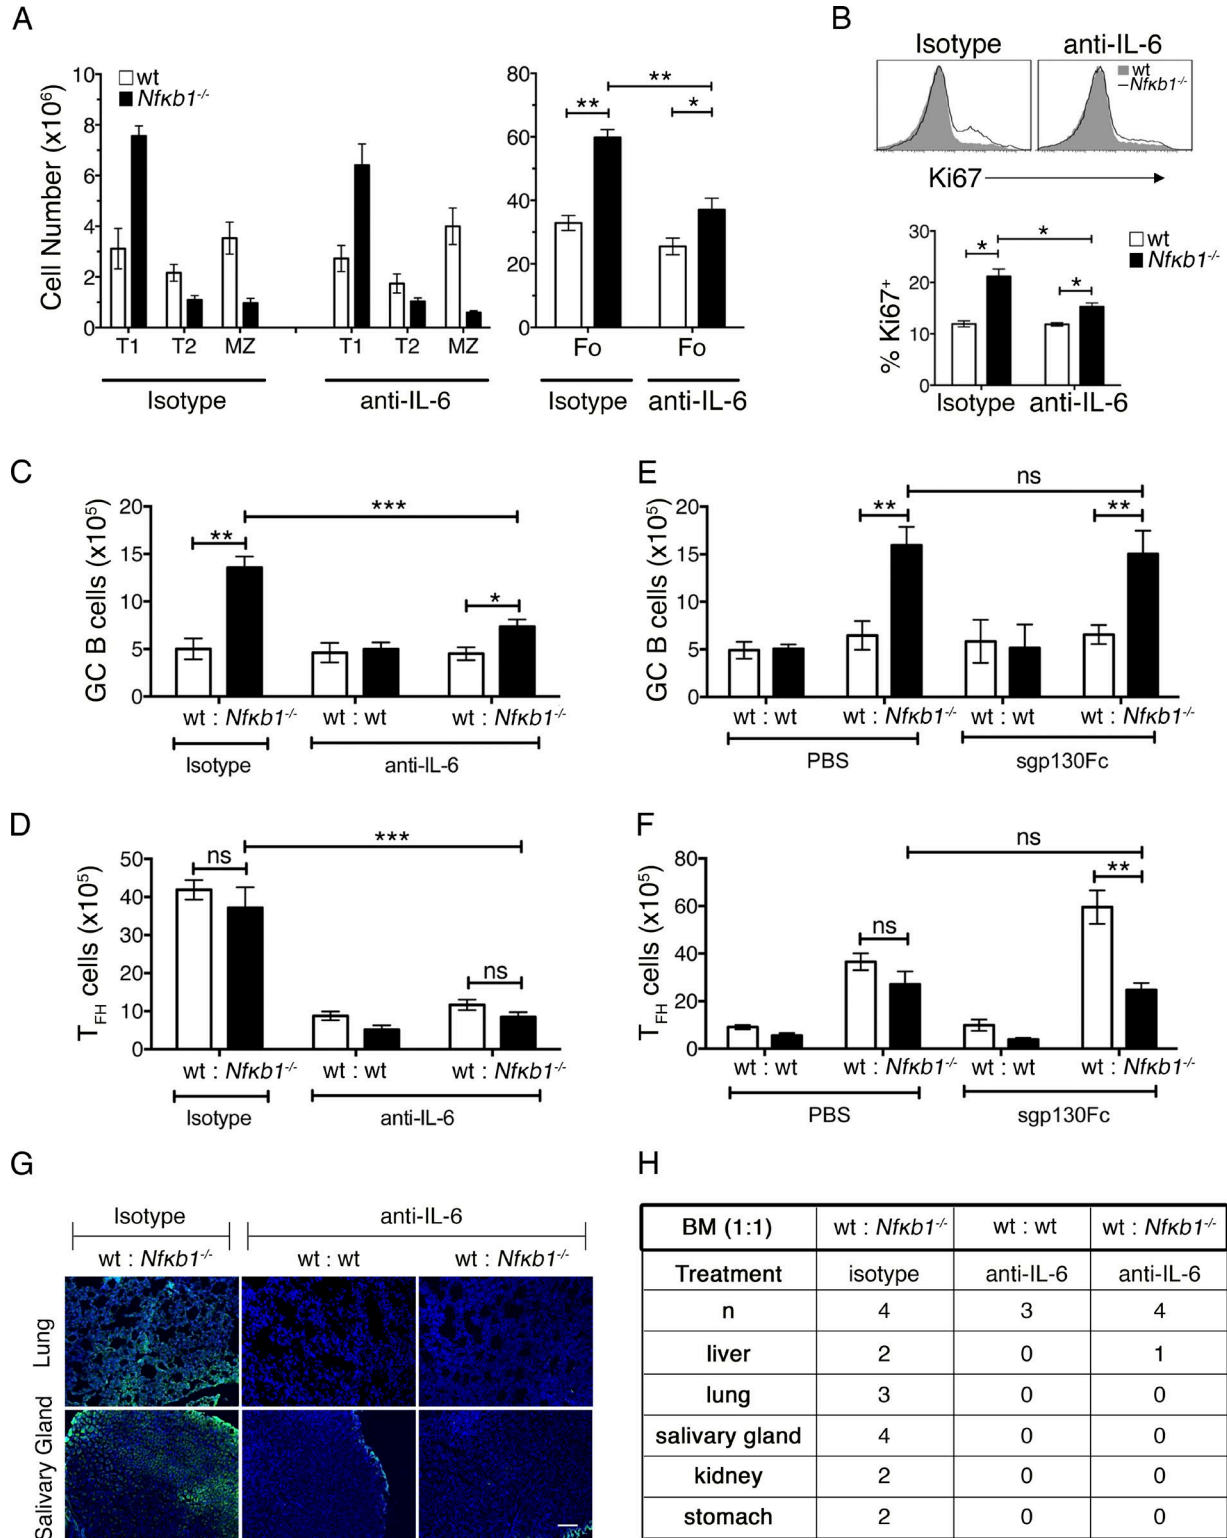 A
wt
Nfκb1-/-
Cell Number (x10⁶)
10
8
6
4
2
0
T1 T2 MZ T1 T2 MZ
Isotype anti-IL-6
80
60
40
20
0
** ** *
Fo Fo
Isotype anti-IL-6
B
Isotype anti-IL-6
wt
Nfκb1-/-
Ki67
wt
Nfκb1-/-
% Ki67⁺
30
20
10
0
* * *
Isotype anti-IL-6
C
GC B cells (x10⁵)
20
15
10
5
0
***
** *
wt : Nfκb1-/- wt : wt wt : Nfκb1-/-
Isotype anti-IL-6
E
GC B cells (x10⁵)
20
15
10
5
0
ns
** **
wt : wt wt : Nfκb1-/- wt : wt wt : Nfκb1-/-
PBS sgp130Fc
D
TFH cells (x10⁵)
50
40
30
20
10
0
***
ns ns
wt : Nfκb1-/- wt : wt wt : Nfκb1-/-
Isotype anti-IL-6
F
TFH cells (x10⁵)
80
60
40
20
0
ns
ns **
wt : wt wt : Nfκb1-/- wt : wt wt : Nfκb1-/-
PBS sgp130Fc
G
Isotype anti-IL-6
wt : Nfκb1-/- wt : wt wt : Nfκb1-/-
Lung
Salivary Gland
H
BM (1:1) wt : Nfκb1-/- wt : wt wt : Nfκb1-/-
Treatment isotype anti-IL-6 anti-IL-6
n 4 3 4
liver 2 0 1
lung 3 0 0
salivary gland 4 0 0
kidney 2 0 0
stomach 2 0 0